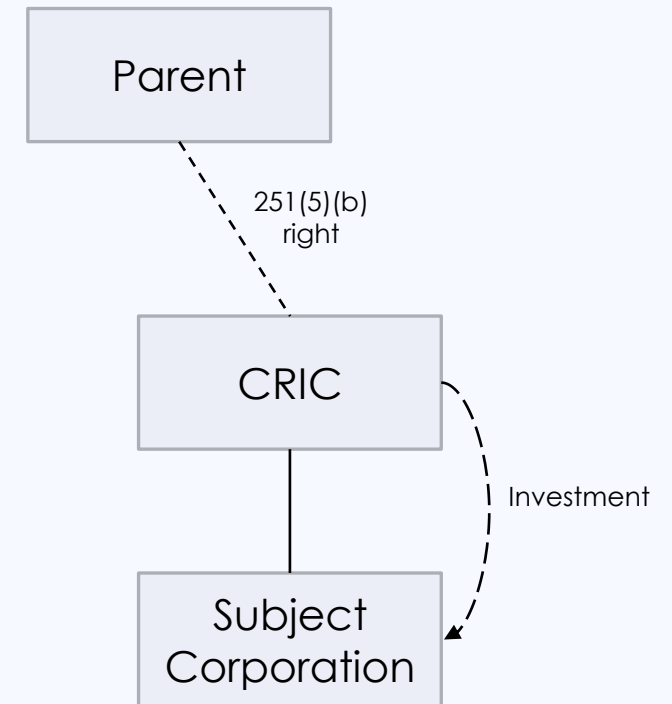 Parent
251(5)(b)
right
CRIC
Investment
Subject
Corporation